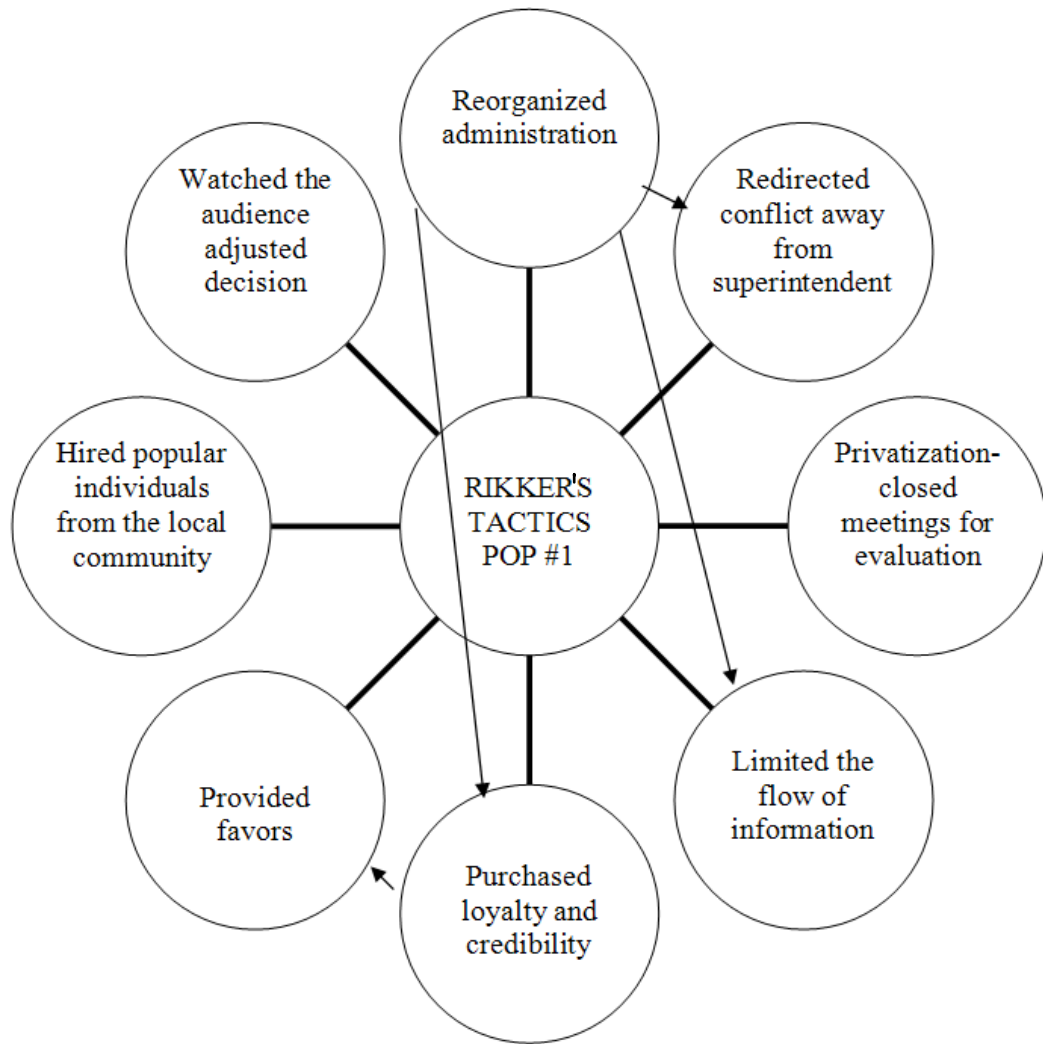 Reorganized
administration
Redirected
conflict away
from
superintendent
Privatization-
closed
meetings for
evaluation
Limited the
flow of
information
Purchased
loyalty and
credibility
Provided
favors
Hired popular
individuals
from the local
community
Watched the
audience
adjusted
decision
RIKKER'S
TACTICS
POP #1